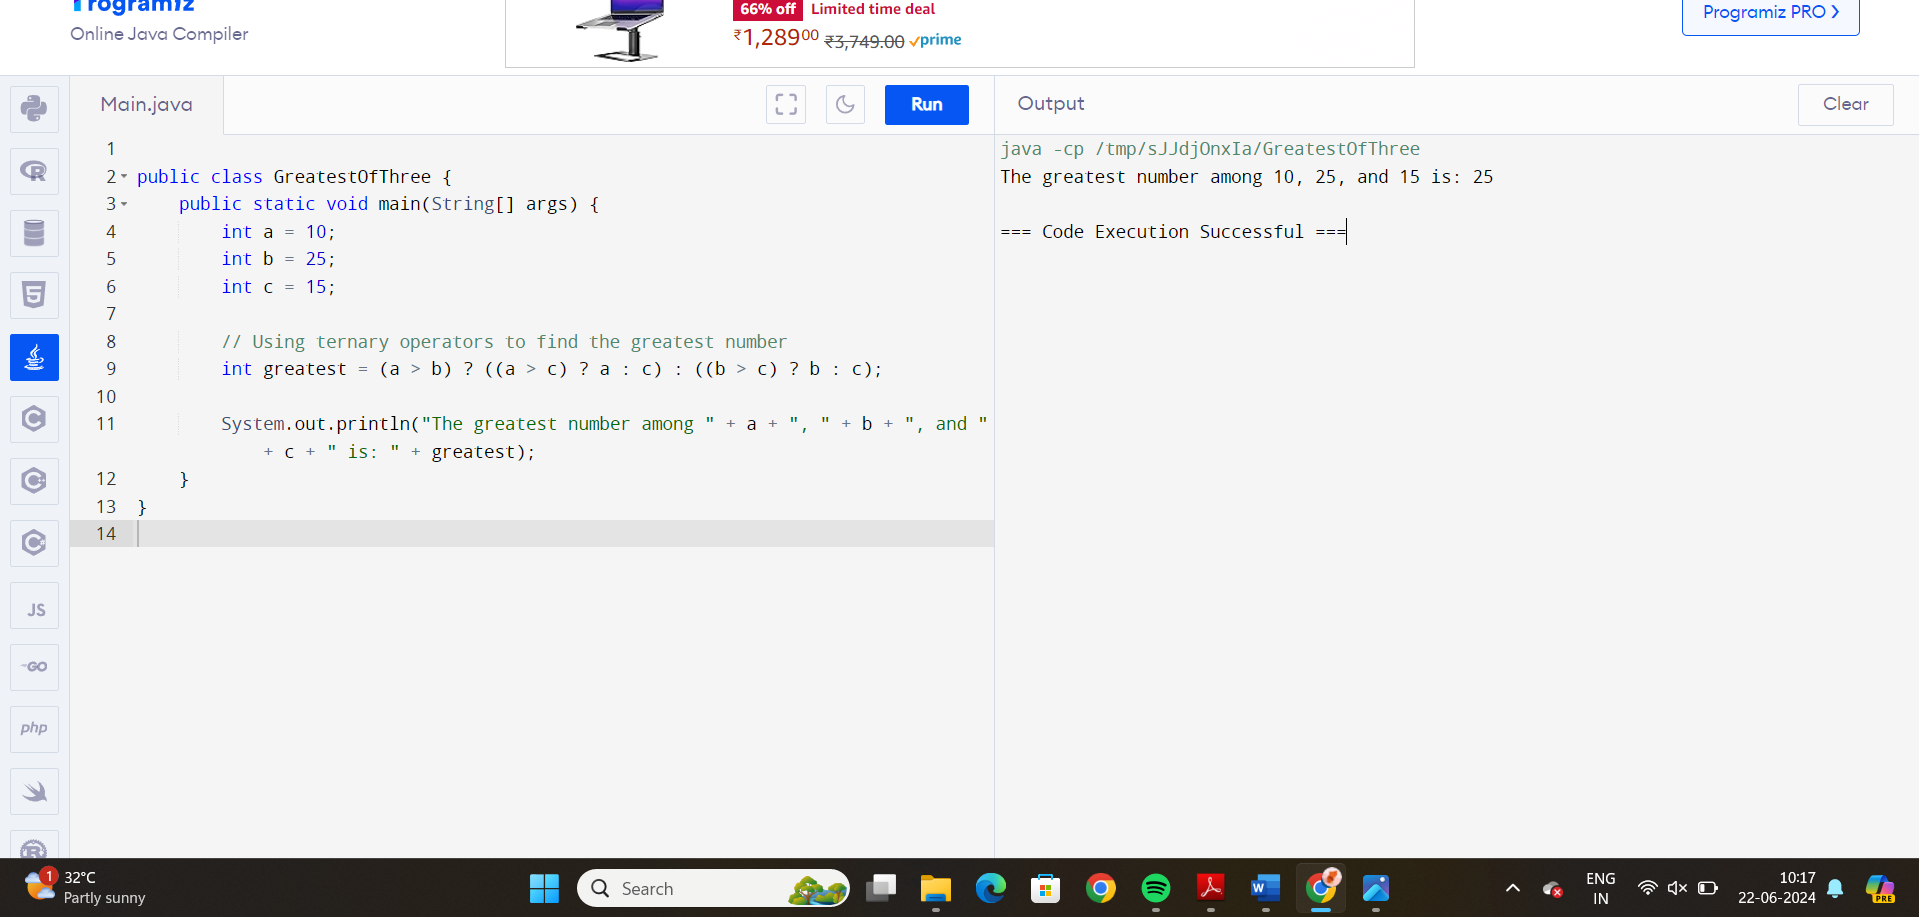 Programiz
Online Java Compiler
66% off Limited time deal
₹1,289.00 ₹3,749.00 prime
Programiz PRO ❯
Main.java
Run
Output
Clear
1
2 public class GreatestOfThree {
3     public static void main(String[] args) {
4         int a = 10;
5         int b = 25;
6         int c = 15;
7
8         // Using ternary operators to find the greatest number
9         int greatest = (a > b) ? ((a > c) ? a : c) : ((b > c) ? b : c);
10
11         System.out.println("The greatest number among " + a + ", " + b + ", and "
            + c + " is: " + greatest);
12     }
13 }
14
java -cp /tmp/sJJdjOnxIa/GreatestOfThree
The greatest number among 10, 25, and 15 is: 25
=== Code Execution Successful ===
R
5
C
C
C
JS
GO
php
R
1
32°C
Partly sunny
Search
W
ENG
IN
10:17
22-06-2024
PRE